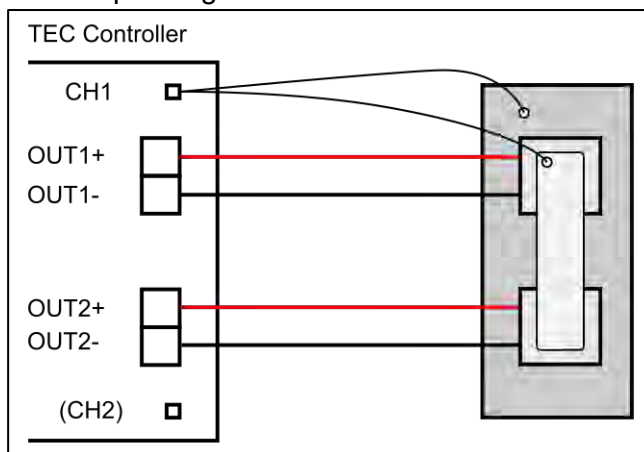 TEC Controller
CH1
OUT1+
OUT1-
OUT2+
OUT2-
(CH2)